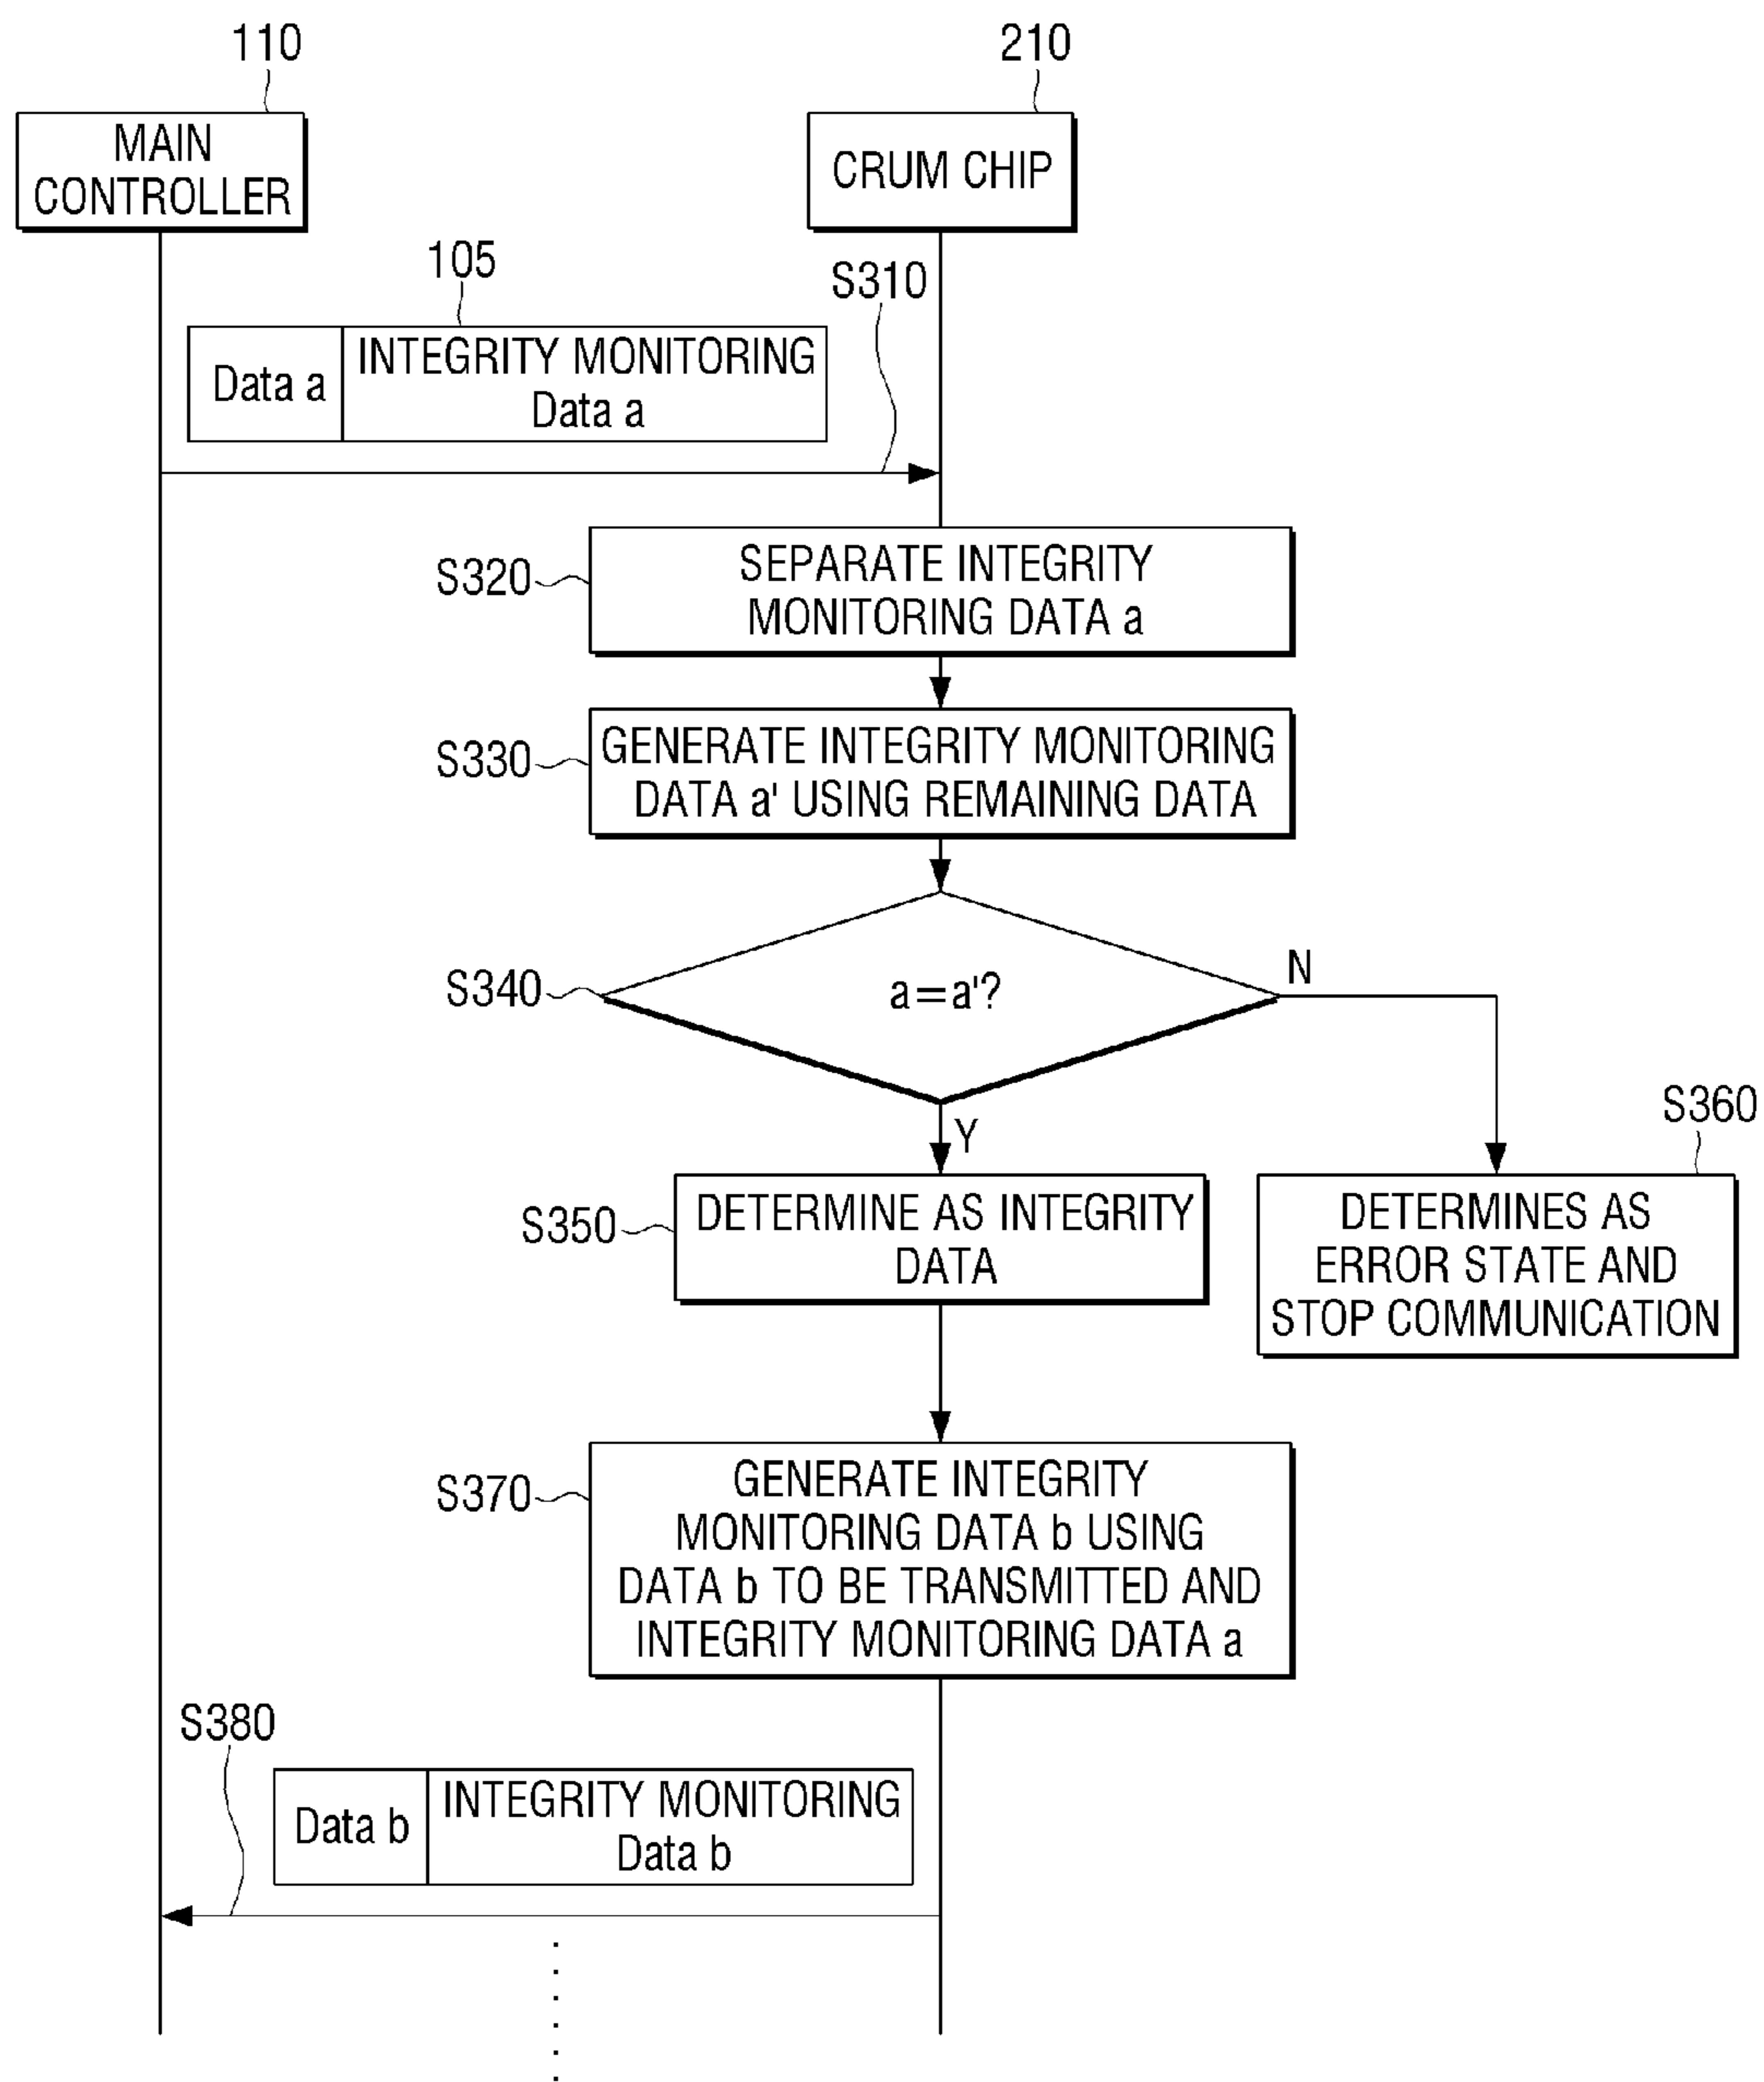 110
210
MAIN
CONTROLLER
CRUM CHIP
105
S310
Data a
INTEGRITY MONITORING
Data a
S320
SEPARATE INTEGRITY
MONITORING DATA a
S330
GENERATE INTEGRITY MONITORING
DATA a' USING REMAINING DATA
S340
a=a'?
N
Y
S360
S350
DETERMINE AS INTEGRITY
DATA
DETERMINES AS
ERROR STATE AND
STOP COMMUNICATION
S370
GENERATE INTEGRITY
MONITORING DATA b USING
DATA b TO BE TRANSMITTED AND
INTEGRITY MONITORING DATA a
S380
Data b
INTEGRITY MONITORING
Data b